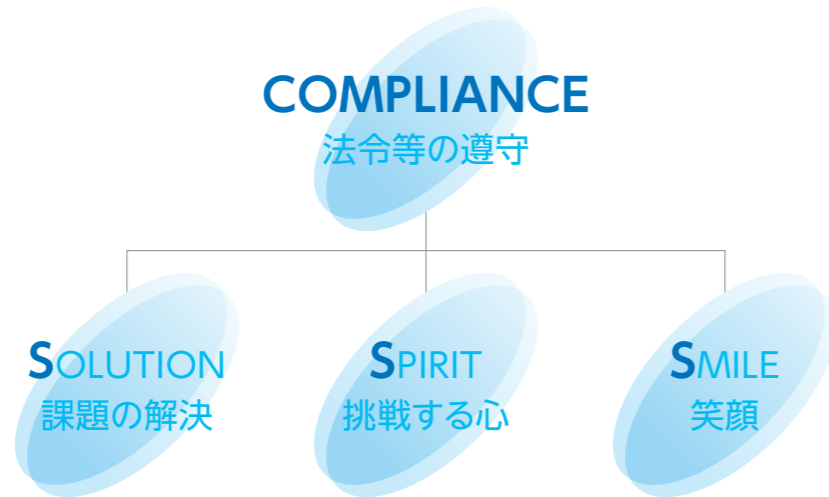 COMPLIANCE
法令等の遵守
SOLUTION
課題の解決
SPIRIT
挑戦する心
SMILE
笑顔